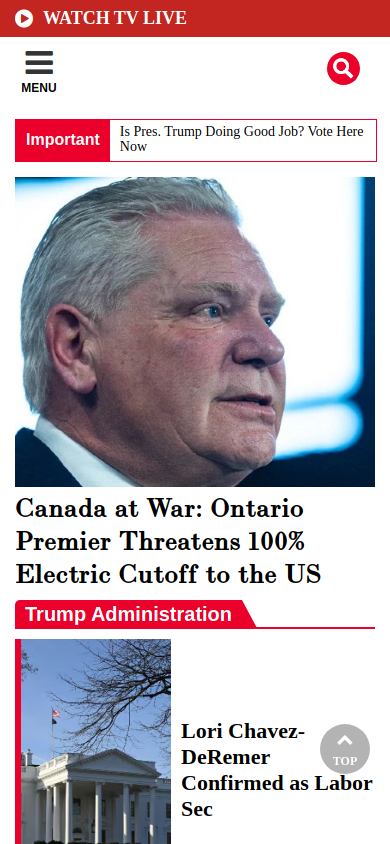 WATCH TV LIVE
MENU
Important
Is Pres. Trump Doing Good Job? Vote Here
Now
Canada at War: Ontario
Premier Threatens 100%
Electric Cutoff to the US
Trump Administration
Lori Chavez-
DeRemer
Confirmed as Labor
Sec
TOP